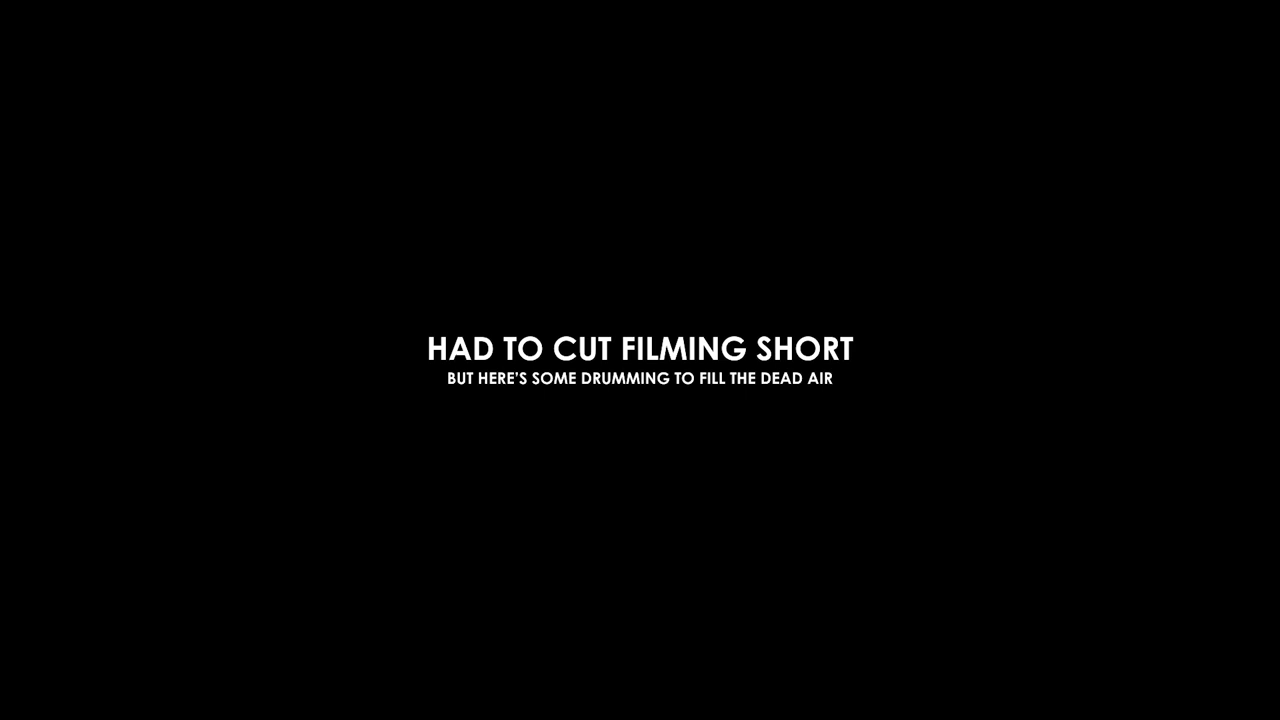 HAD TO CUT FILMING SHORT
BUT HERE'S SOME DRUMMING TO FILL THE DEAD AIR